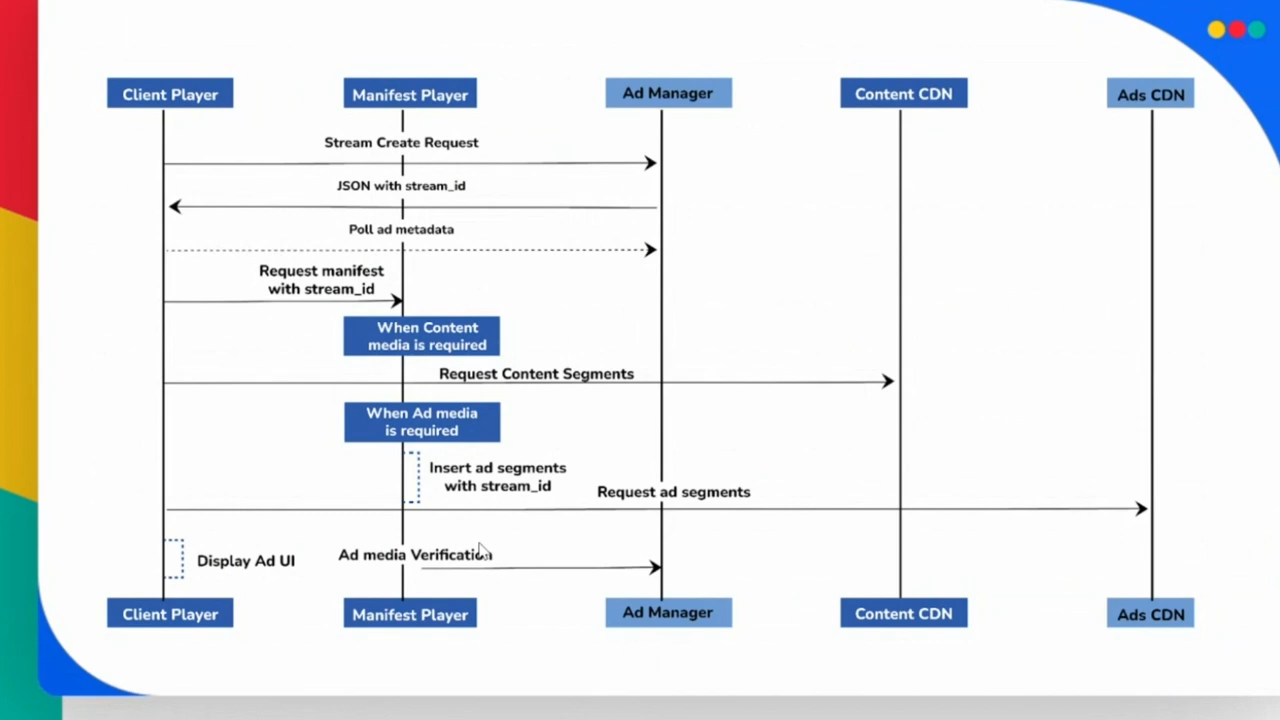 Client Player
Manifest Player
Ad Manager
Content CDN
Ads CDN
Stream Create Request
JSON with stream_id
Poll ad metadata
Request manifest
with stream_id
When Content
media is required
Request Content Segments
When Ad media
is required
Insert ad segments
with stream_id
Request ad segments
Display Ad UI
Ad media Verification
Client Player
Manifest Player
Ad Manager
Content CDN
Ads CDN